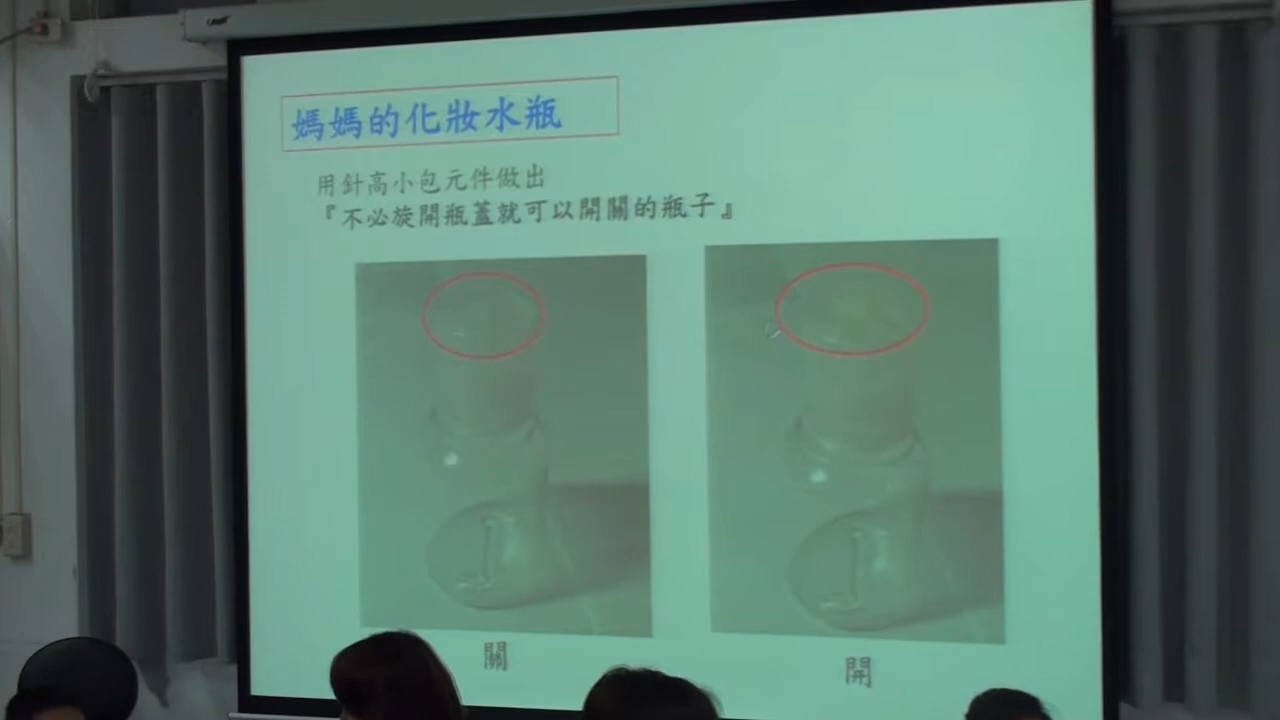 媽媽的化妝水瓶
用針高小包元件做出
『不必旋開瓶蓋就可以開關的瓶子』
關
開